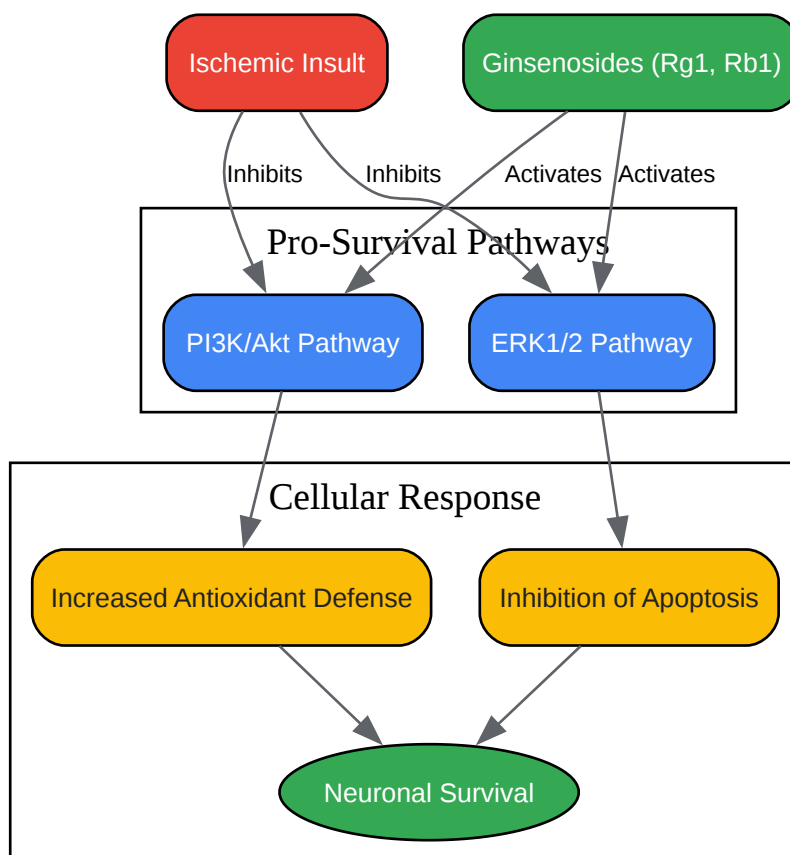 Ischemic Insult
Ginsenosides (Rg1, Rb1)
Inhibits
Inhibits
Activates
Activates
Pro-Survival Pathways
PI3K/Akt Pathway
ERK1/2 Pathway
Cellular Response
Increased Antioxidant Defense
Inhibition of Apoptosis
Neuronal Survival